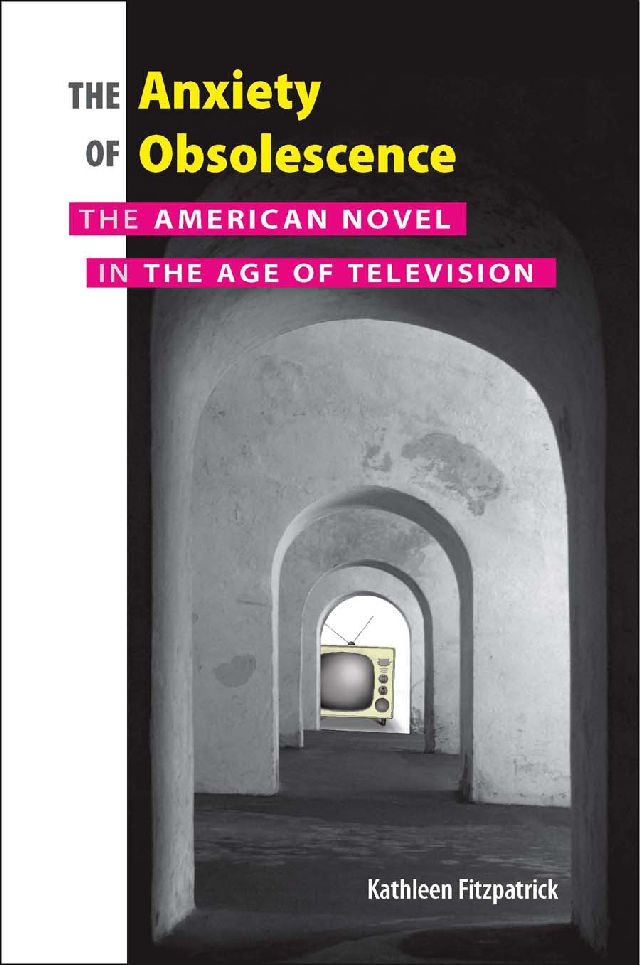 THE Anxiety
OF Obsolescence
THE AMERICAN NOVEL
IN THE AGE OF TELEVISION
Kathleen Fitzpatrick